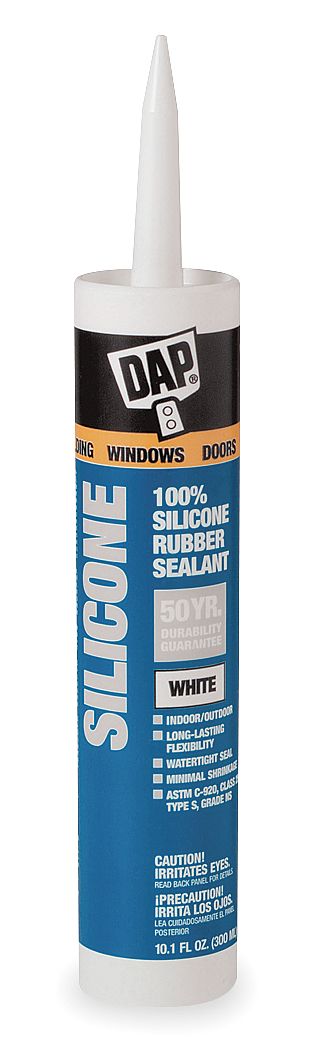 DAP®
WINDOWS DOORS
SILICONE
100%
SILICONE
RUBBER
SEALANT
50 YR.
DURABILITY
GUARANTEE
WHITE
INDOOR/OUTDOOR
LONG-LASTING
FLEXIBILITY
WATERTIGHT SEAL
MINIMAL SHRINKAGE
ASTM C-920, CLASS
TYPE S, GRADE NS
CAUTION!
IRRITATES EYES.
READ BACK PANEL FOR DETAILS
¡PRECAUCION!
IRRITA LOS OJOS.
LEA CUIDADOSAMENTE EL PANEL
POSTERIOR
10.1 FL OZ. (300 ML